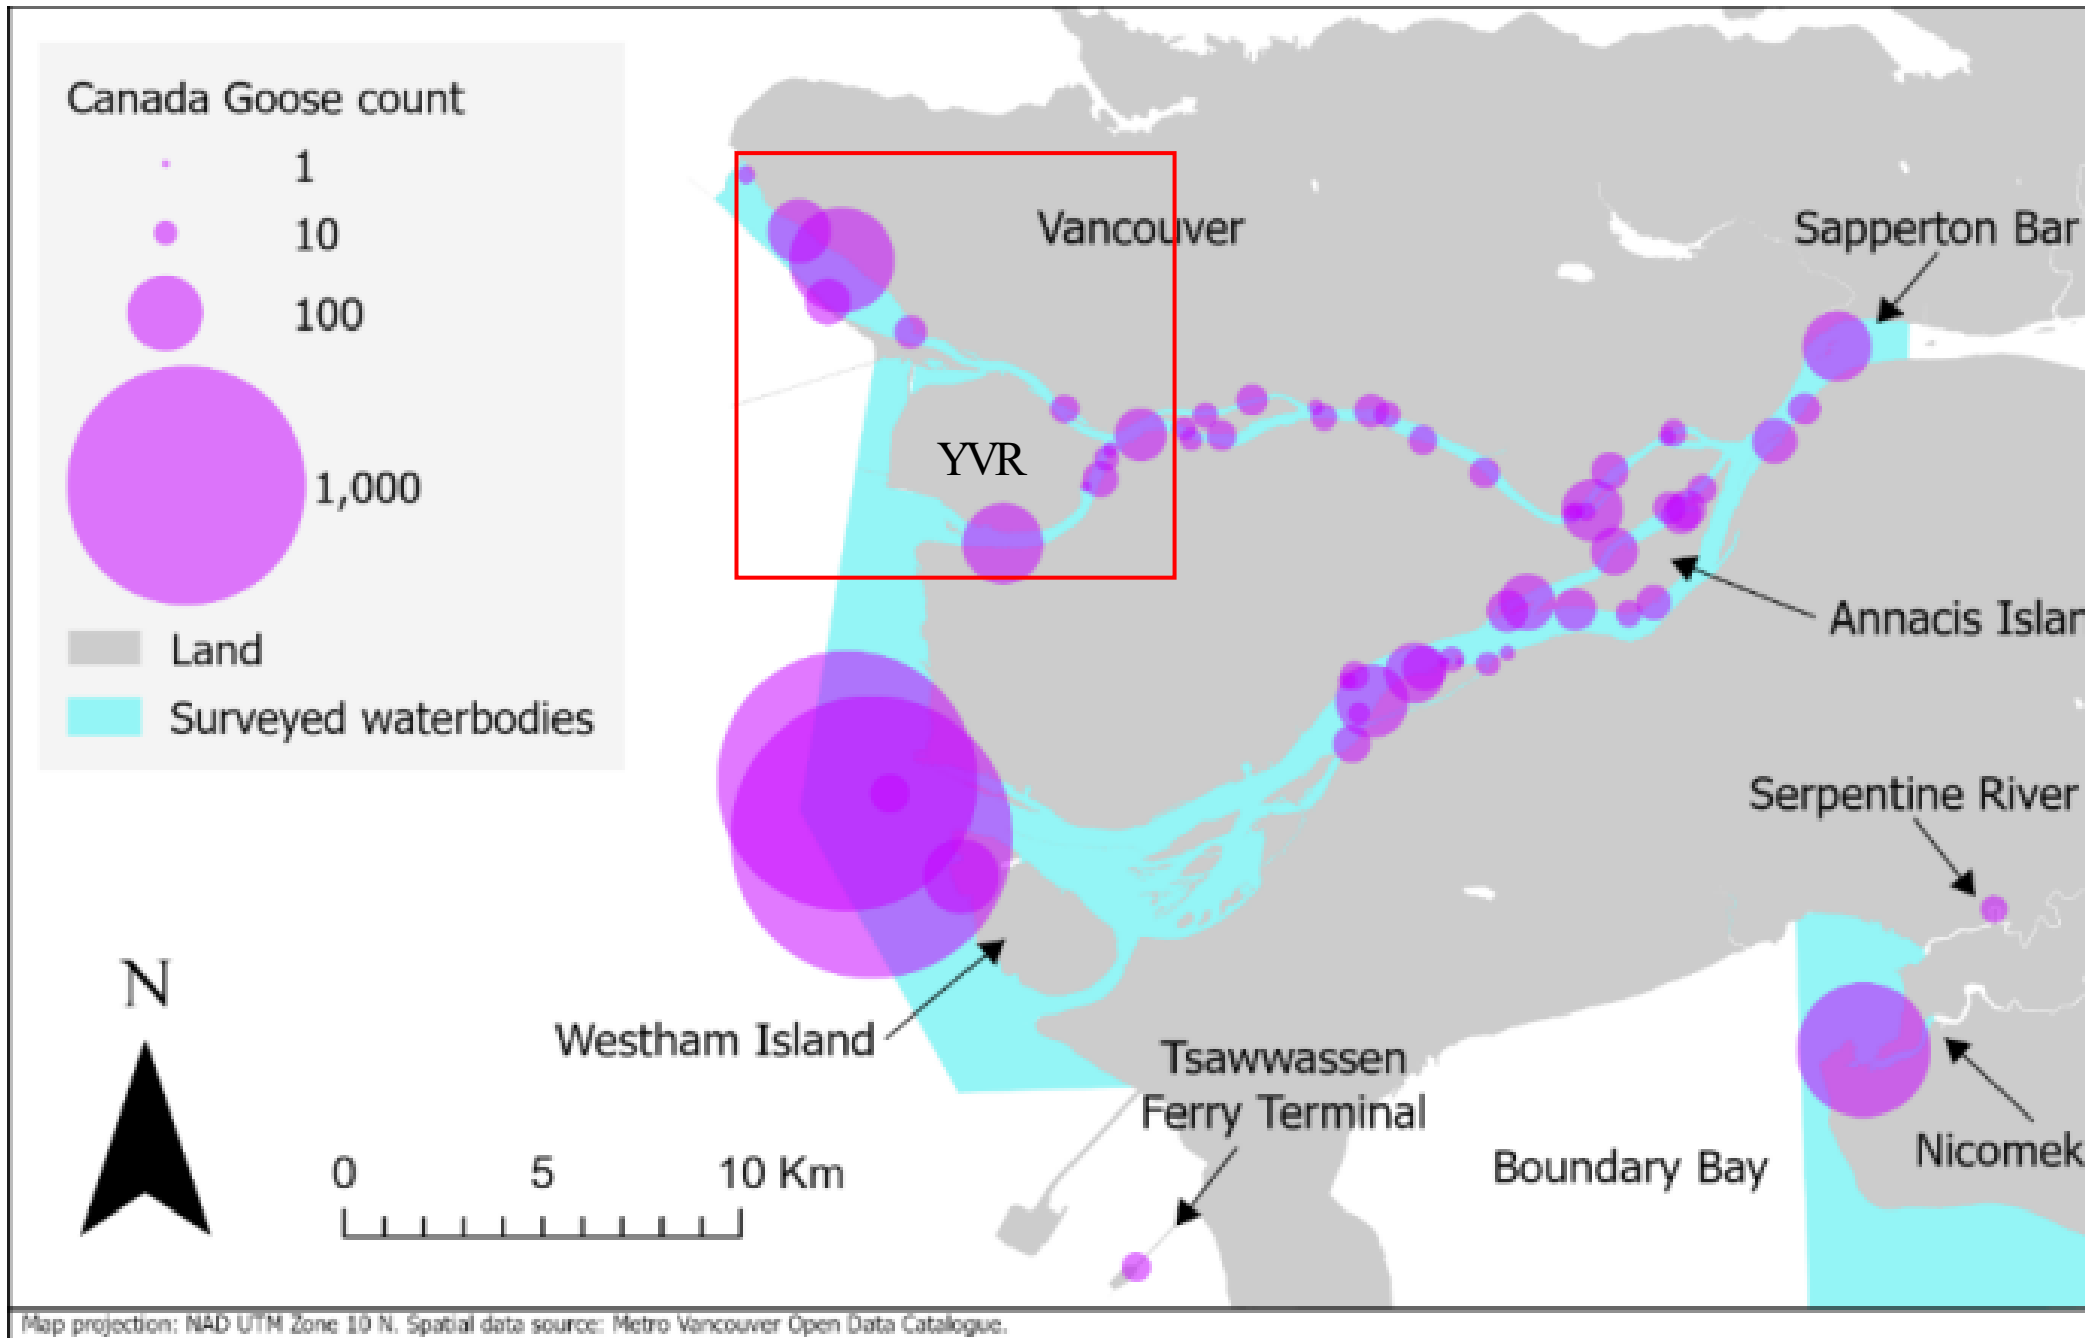 Canada Goose count
1
10
100
1,000
Land
Surveyed waterbodies
Vancouver
Sapperton Bar
YVR
Annacis Islan
Serpentine River
N
Westham Island
Tsawwassen
Ferry Terminal
Boundary Bay
Nicomek
0 5 10 Km
Map projection: NAD UTM Zone 10 N. Spatial data source: Metro Vancouver Open Data Catalogue.